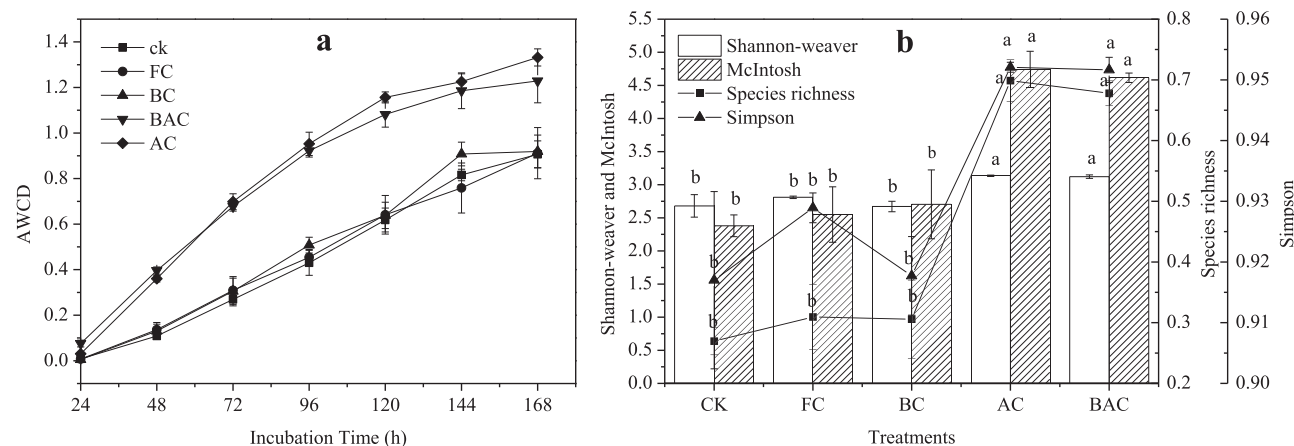 a
1.4
1.2
1.0
0.8
0.6
0.4
0.2
0.0
AWCD
ck
FC
BC
BAC
AC
24 48 72 96 120 144 168
Incubation Time (h)
b
5.5
5.0
4.5
4.0
3.5
3.0
2.5
2.0
1.5
1.0
0.5
0.0
Shannon-weaver and McIntosh
Shannon-weaver
McIntosh
Species richness
Simpson
b b b b
b b b b
b b b b
a a a a
a a a a
CK FC BC AC BAC
Treatments
0.8
0.7
0.6
0.5
0.4
0.3
0.2
Species richness
0.96
0.95
0.94
0.93
0.92
0.91
0.90
Simpson